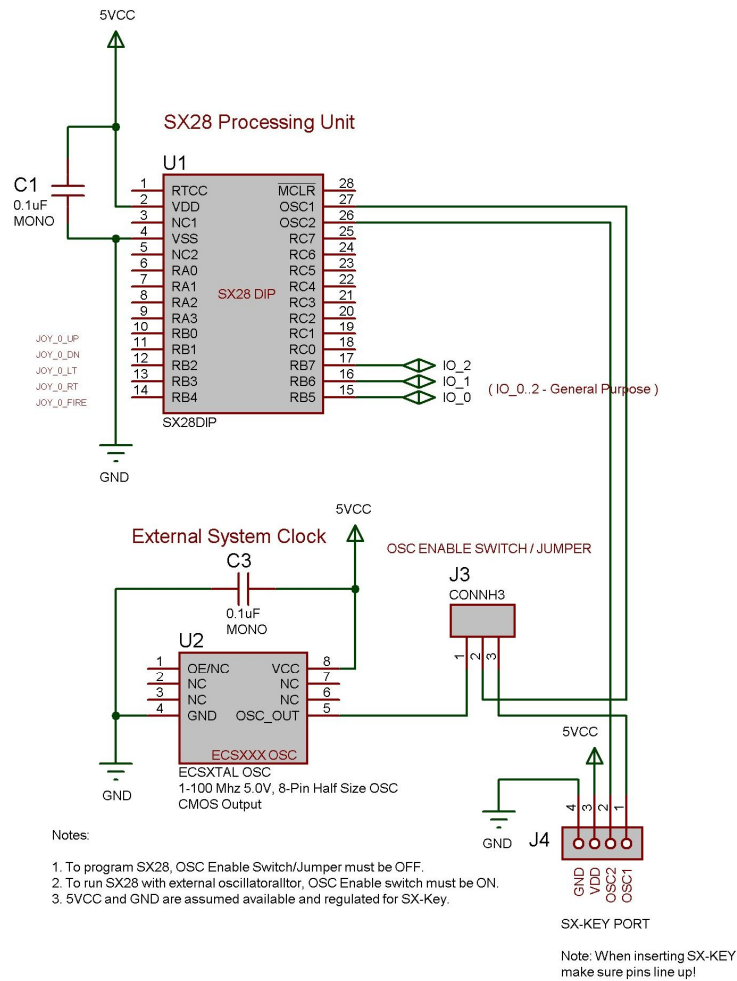 5VCC
SX28 Processing Unit
U1
C1
0.1uF
MONO
1 RTCC MCLR 28
2 VDD OSC1 27
3 NC1 OSC2 26
4 VSS RC7 25
5 NC2 RC6 24
6 RA0 RC5 23
7 RA1 RC4 22
8 RA2 RC3 21
9 RA3 RC2 20
10 RB0 RC1 19
11 RB1 RC0 18
12 RB2 RB7 17
13 RB3 RB6 16
14 RB4 RB5 15
SX28 DIP
JOY_0_UP
JOY_0_DN
JOY_0_LT
JOY_0_RT
JOY_0_FIRE
IO_2
IO_1
IO_0
( IO_0..2 - General Purpose )
SX28DIP
GND
5VCC
External System Clock
OSC ENABLE SWITCH / JUMPER
C3
0.1uF
MONO
J3
CONNH3
1 2 3
U2
1 OE/NC VCC 8
2 NC NC 7
3 NC NC 6
4 GND OSC_OUT 5
ECSXXX OSC
ECSXTAL OSC
1-100 Mhz 5.0V, 8-Pin Half Size OSC
CMOS Output
GND
5VCC
GND
4 3 2 1
J4
GND VDD OSC2 OSC1
SX-KEY PORT
Note: When inserting SX-KEY
make sure pins line up!
Notes:
1. To program SX28, OSC Enable Switch/Jumper must be OFF.
2. To run SX28 with external oscillatoralltor, OSC Enable switch must be ON.
3. 5VCC and GND are assumed available and regulated for SX-Key.